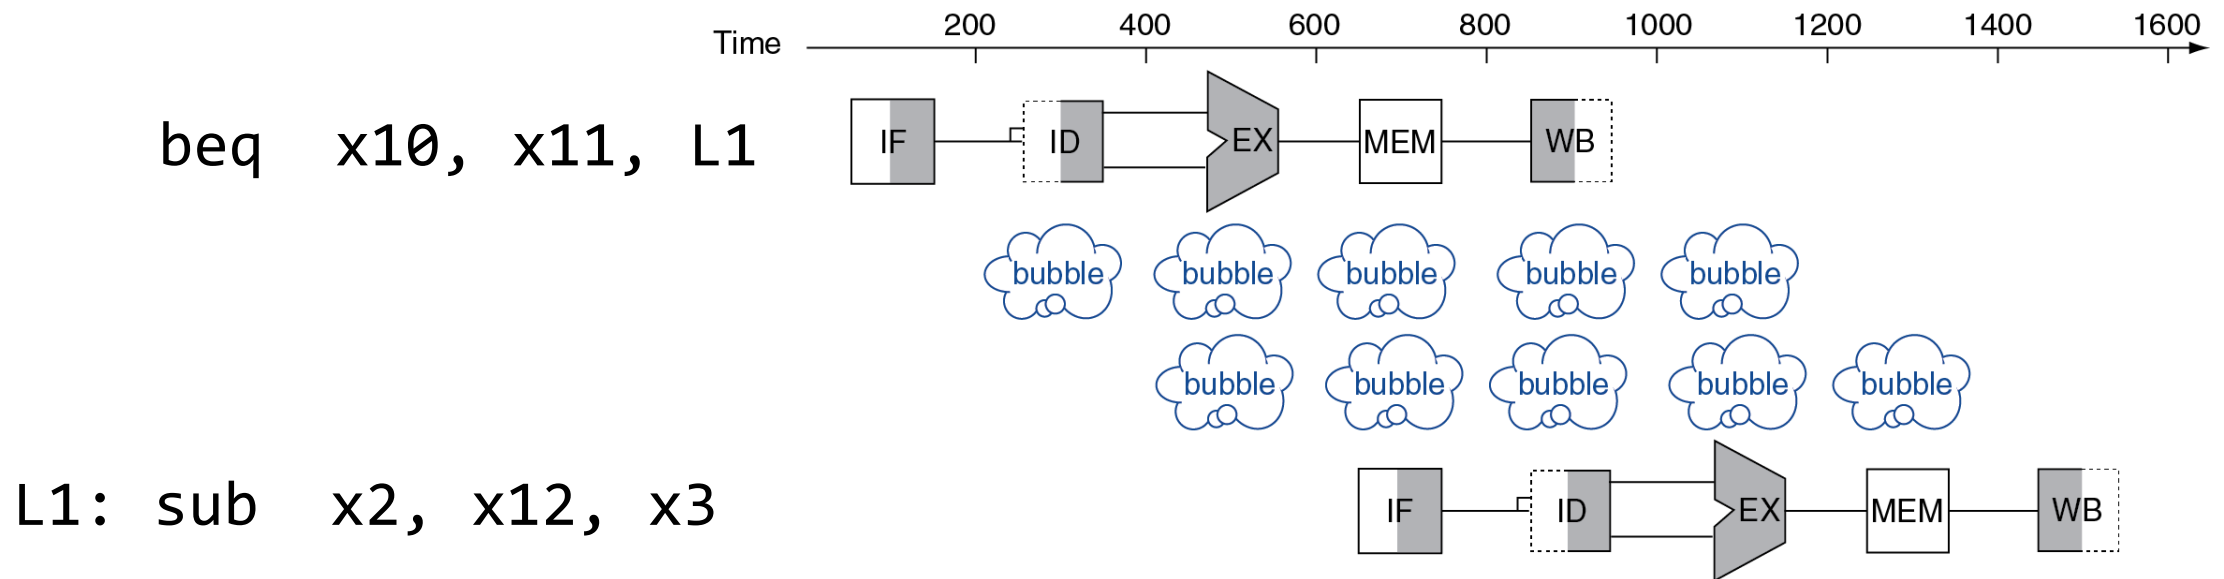 200 400 600 800 1000 1200 1400 1600
Time
beq x10, x11, L1 IF ID EX MEM WB
bubble bubble bubble bubble bubble
bubble bubble bubble bubble bubble
L1: sub x2, x12, x3 IF ID EX MEM WB